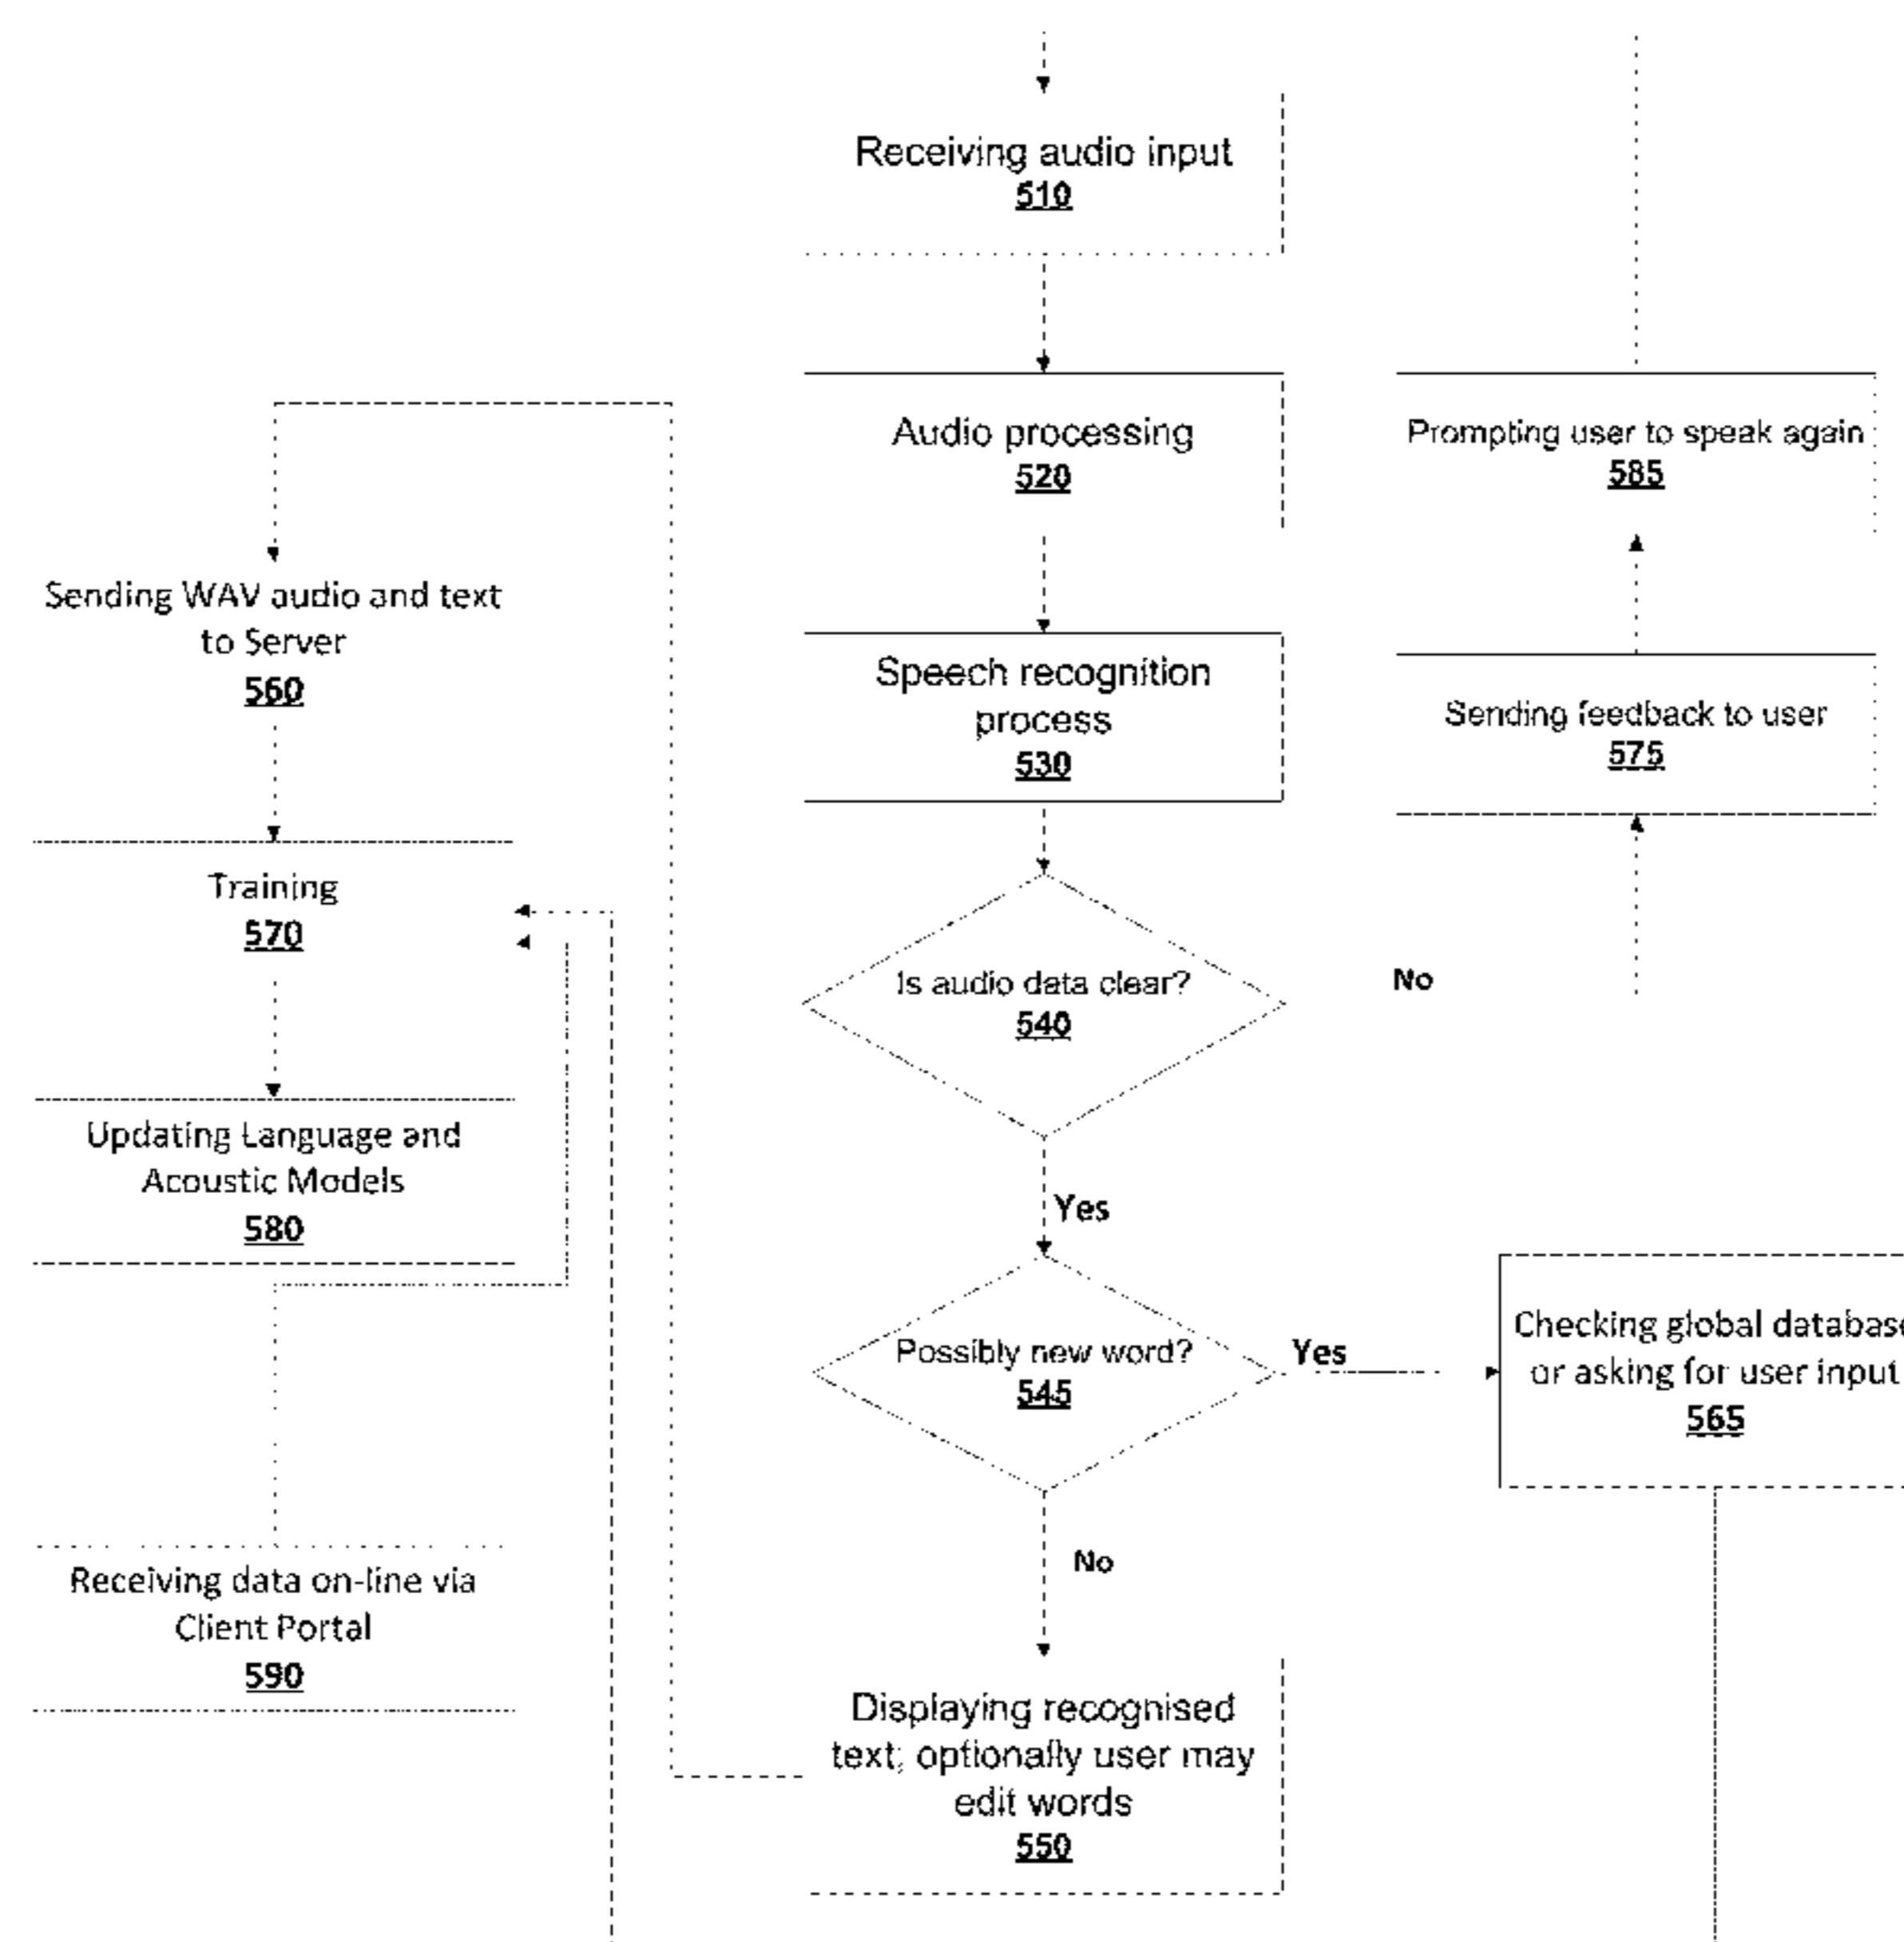 Receiving audio input
510
Audio processing
520
Prompting user to speak again
585
Sending WAV audio and text
to Server
560
Speech recognition
process
530
Sending feedback to user
575
Training
570
Is audio data clear?
540
No
Updating Language and
Acoustic Models
580
Yes
Possibly new word?
545
Yes
Checking global database
or asking for user input
565
No
Receiving data on-line via
Client Portal
590
Displaying recognised
text; optionally user may
edit words
550